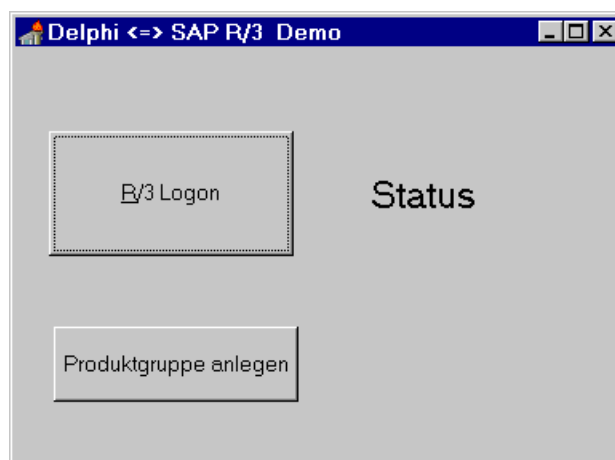 Delphi <=> SAP R/3 Demo
R/3 Logon
Status
Produktgruppe anlegen